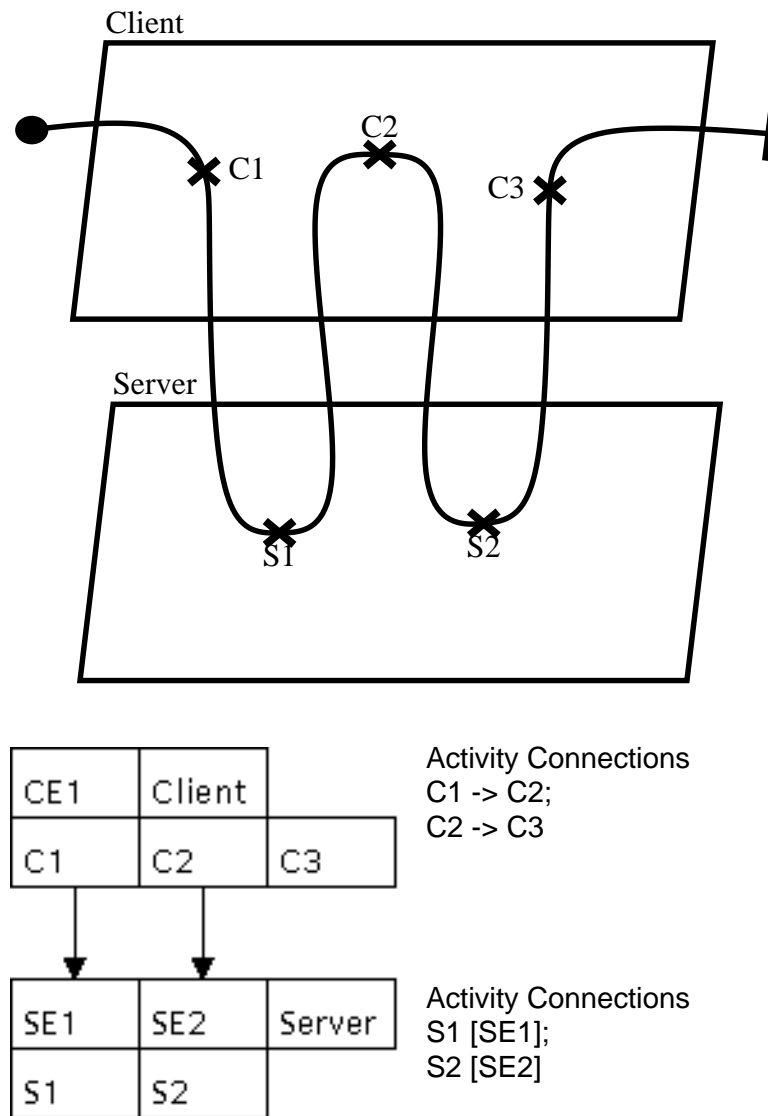 Client
C2
C1
C3
Server
S1
S2
CE1 Client
C1 C2 C3
Activity Connections
C1 -> C2;
C2 -> C3
SE1 SE2 Server
S1 S2
Activity Connections
S1 [SE1];
S2 [SE2]